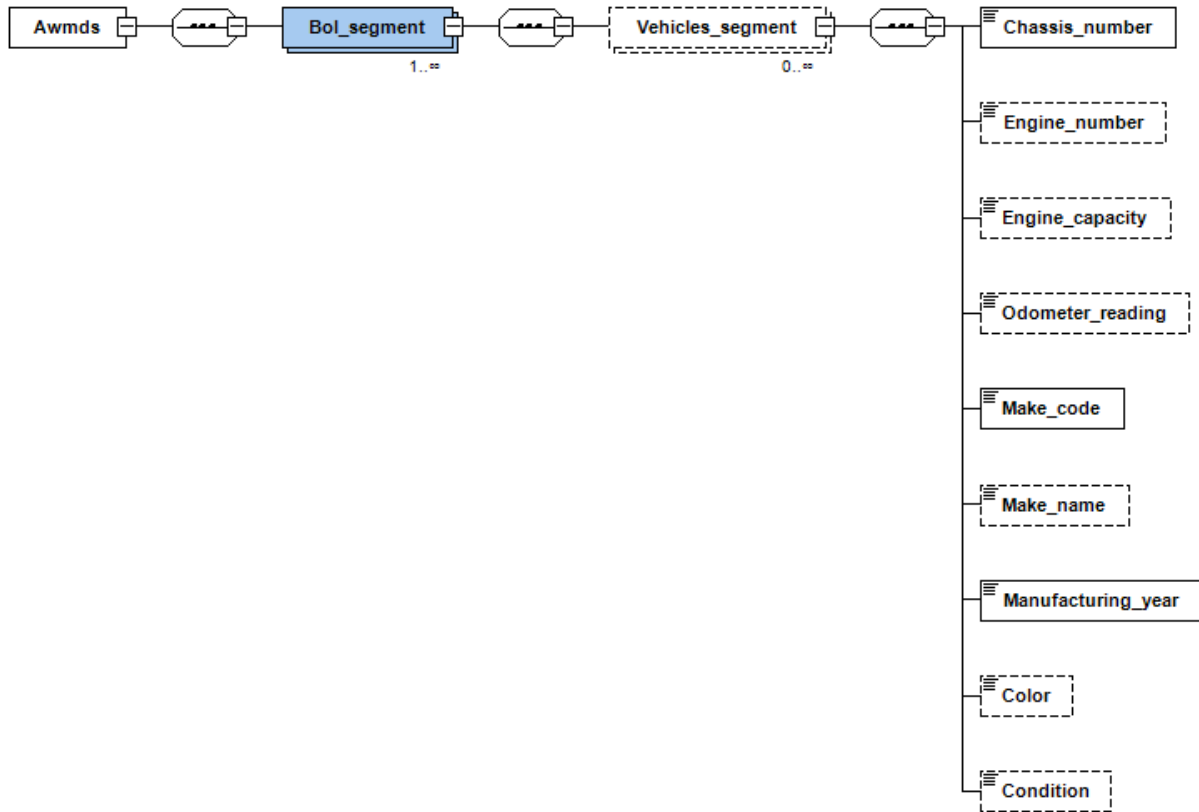 Awmds
Bol_segment
1..∞
Vehicles_segment
0..∞
Chassis_number
Engine_number
Engine_capacity
Odometer_reading
Make_code
Make_name
Manufacturing_year
Color
Condition